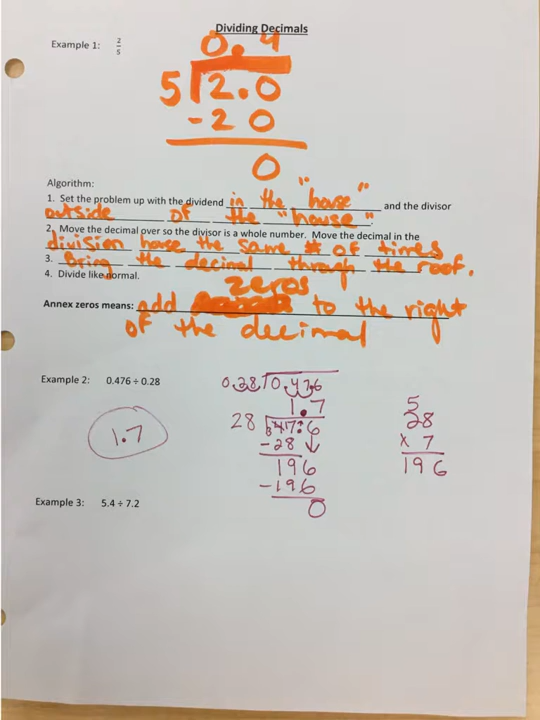 Dividing Decimals
Example 1: 2/5
0.4
5 2.0
-20
0
Algorithm:
1. Set the problem up with the dividend in the "house" and the divisor
outside of the "house".
2. Move the decimal over so the divisor is a whole number. Move the decimal in the
division house the same # of times
3. Bring the decimal through the roof.
4. Divide like normal.
zeros
Annex zeros means: add to the right
of the decimal
Example 2: 0.476 ÷ 0.28
0.28 0.476
1.7
28 47.6
-28
196
-196
0
5
28
x 7
196
1.7
Example 3: 5.4 ÷ 7.2